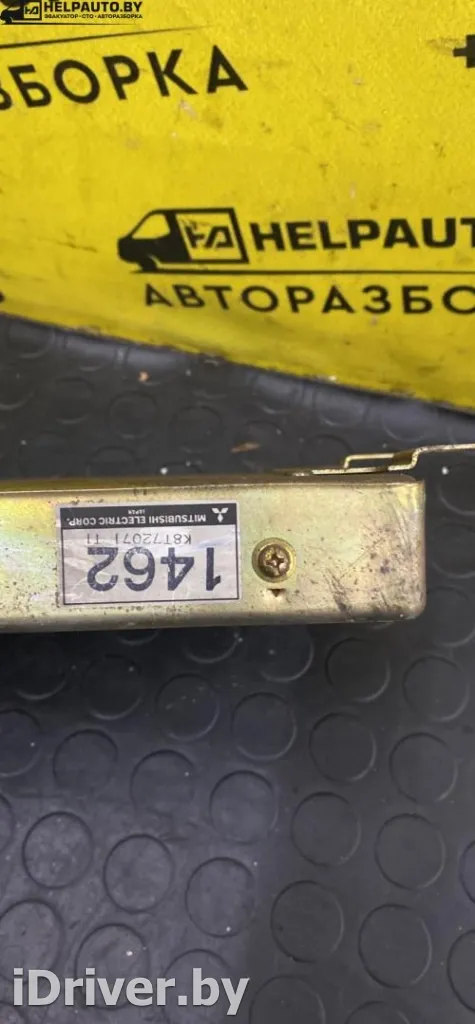 HELPAUTO.BY
ЭВАКУАТОР·СТО·АВТОРАЗБОРКА
ЗБОРКА
HELPAUT
АВТОРАЗБОР
MITSUBISHI ELECTRIC CORP.
JAPAN
K8T72071 T1
1462
iDriver.by